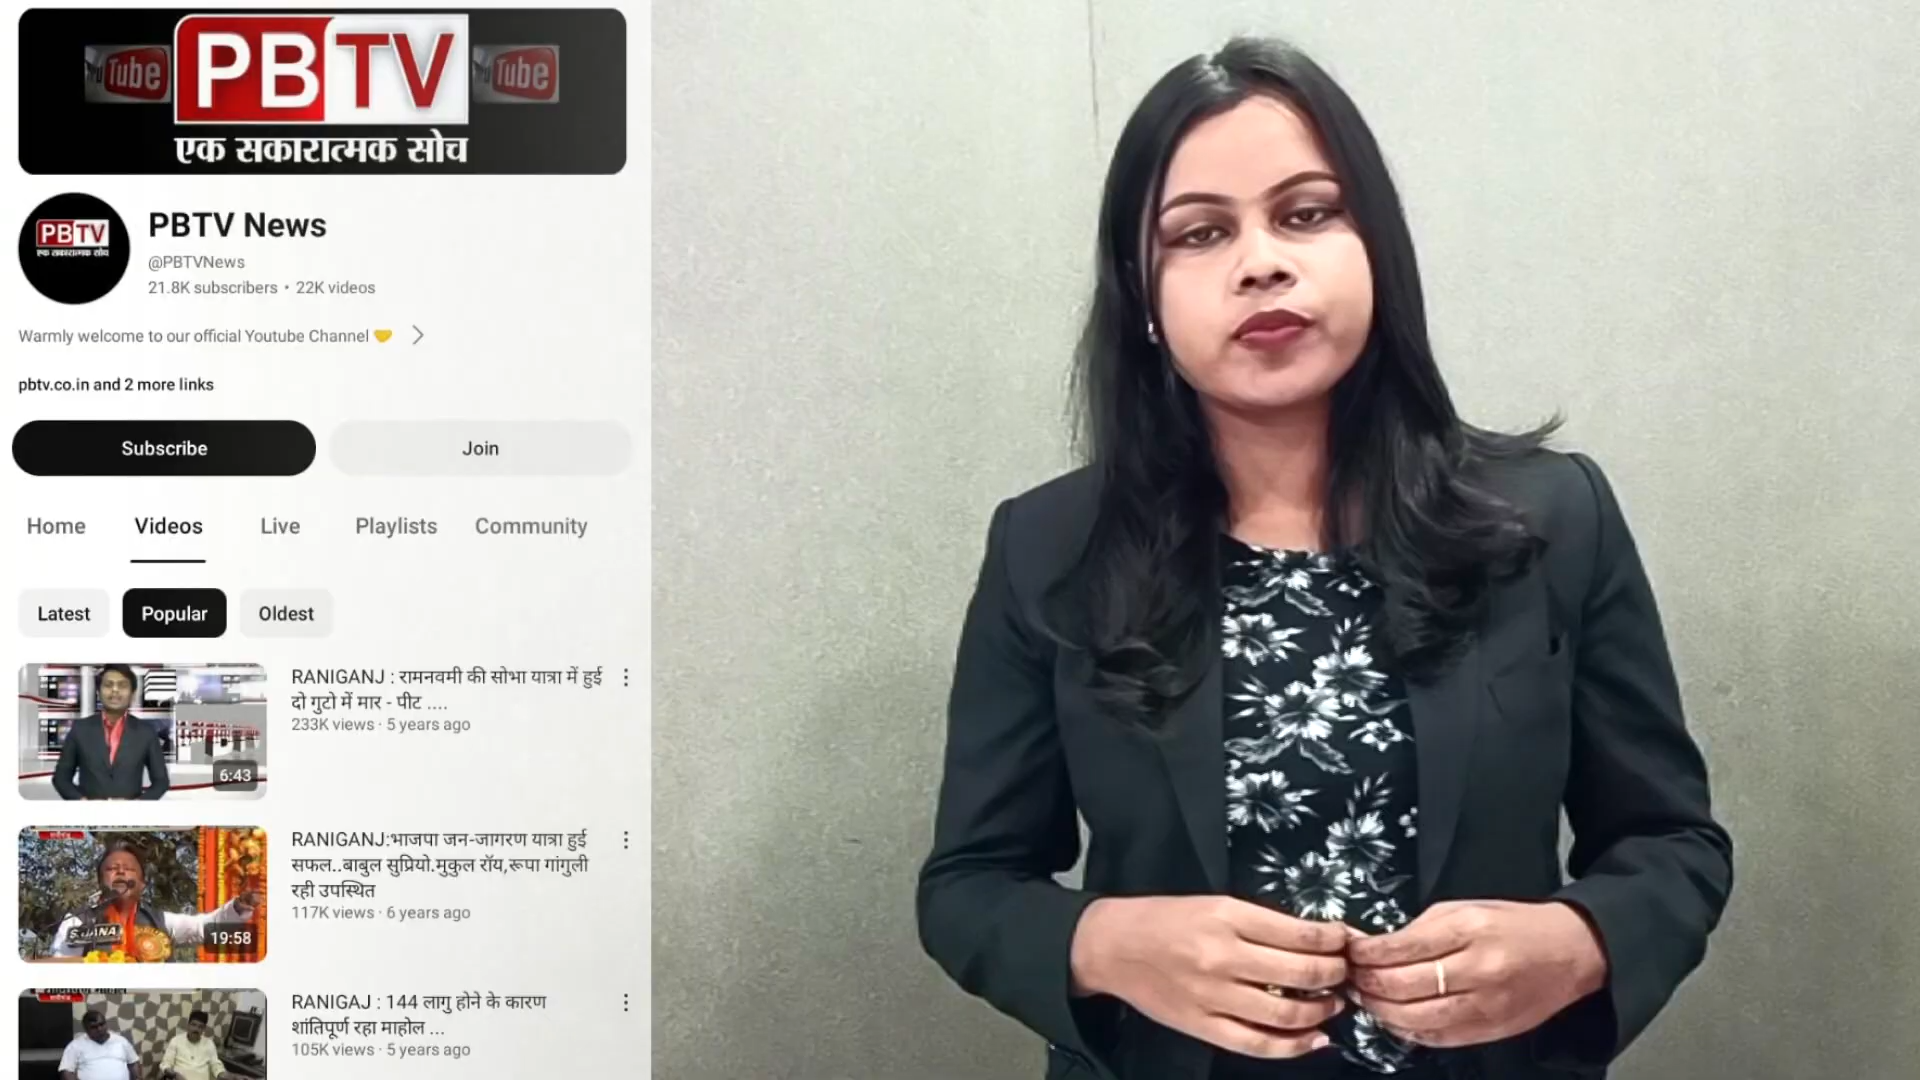 Tube PBTV Tube
एक सकारात्मक सोच
PBTV
एक सकारात्मक सोच
PBTV News
@PBTVNews
21.8K subscribers • 22K videos
Warmly welcome to our official Youtube Channel 🤝 >
pbtv.co.in and 2 more links
Subscribe Join
Home Videos Live Playlists Community
Latest Popular Oldest
RANIGANJ : रामनवमी की सोभा यात्रा में हुई
दो गुटो में मार - पीट ....
233K views · 5 years ago
6:43
RANIGANJ:भाजपा जन-जागरण यात्रा हुई
सफल..बाबुल सुप्रियो.मुकुल रॉय,रूपा गांगुली
रही उपस्थित
117K views · 6 years ago
19:58
RANIGAJ : 144 लागु होने के कारण
शांतिपूर्ण रहा माहोल ...
105K views · 5 years ago